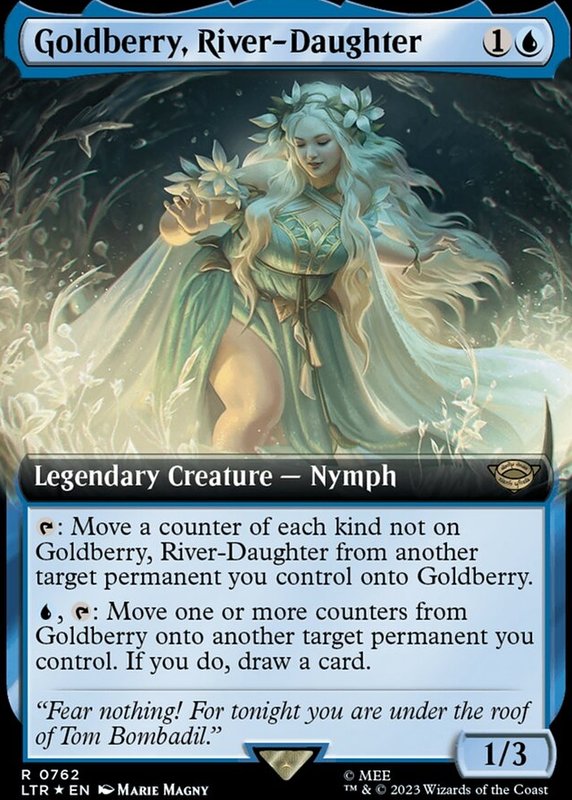 Goldberry, River-Daughter 1
Legendary Creature — Nymph
: Move a counter of each kind not on
Goldberry, River-Daughter from another
target permanent you control onto Goldberry.
, : Move one or more counters from
Goldberry onto another target permanent you
control. If you do, draw a card.
“Fear nothing! For tonight you are under the roof
of Tom Bombadil.”
1/3
R 0762
LTR ★ EN Marie Magny
© MEE
™ & © 2023 Wizards of the Coast